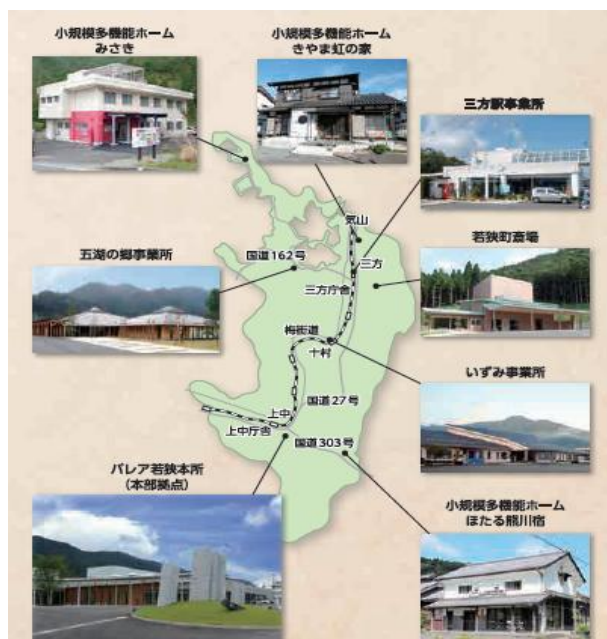 小規模多機能ホーム
みさき
小規模多機能ホーム
きやま虹の家
三方駅事業所
気山
五湖の郷事業所
国道162号
三方
若狭町斎場
三方庁舎
梅街道
十村
いずみ事業所
国道27号
上中
上中庁舎
国道303号
パレア若狭本所
(本部拠点)
小規模多機能ホーム
ほたる熊川宿